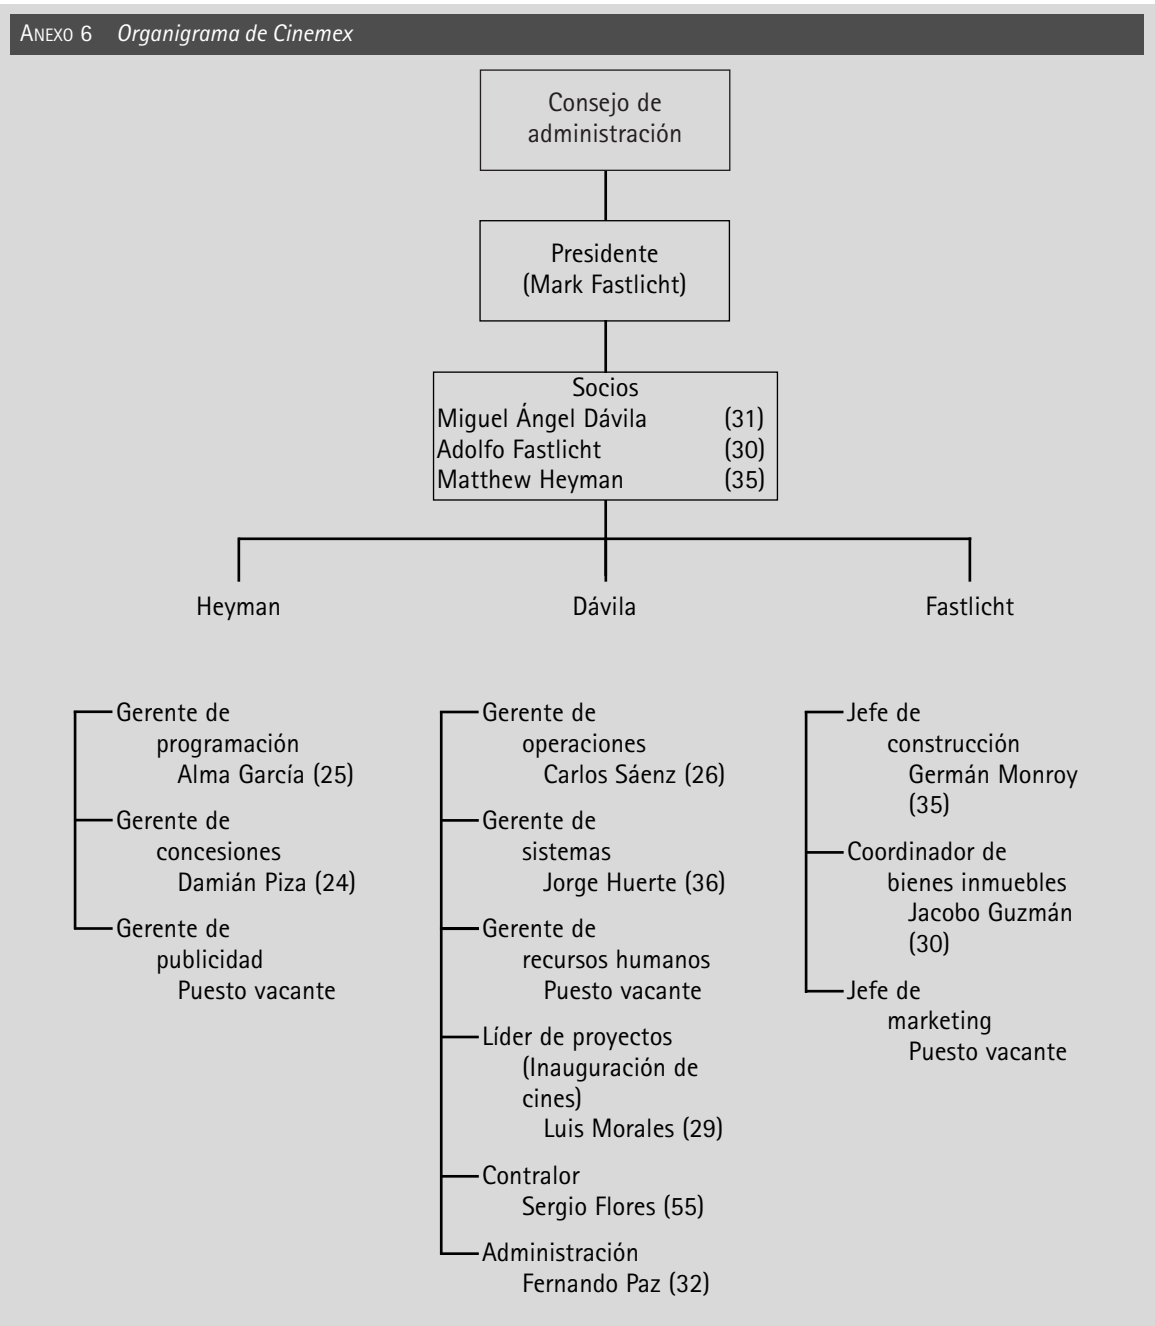 ANEXO 6 Organigrama de Cinemex
Consejo de
administración
Presidente
(Mark Fastlicht)
Socios
Miguel Ángel Dávila (31)
Adolfo Fastlicht (30)
Matthew Heyman (35)
Heyman
Dávila
Fastlicht
Gerente de
programación
Alma García (25)
Gerente de
concesiones
Damián Piza (24)
Gerente de
publicidad
Puesto vacante
Gerente de
operaciones
Carlos Sáenz (26)
Gerente de
sistemas
Jorge Huerte (36)
Gerente de
recursos humanos
Puesto vacante
Líder de proyectos
(Inauguración de
cines)
Luis Morales (29)
Contralor
Sergio Flores (55)
Administración
Fernando Paz (32)
Jefe de
construcción
Germán Monroy
(35)
Coordinador de
bienes inmuebles
Jacobo Guzmán
(30)
Jefe de
marketing
Puesto vacante